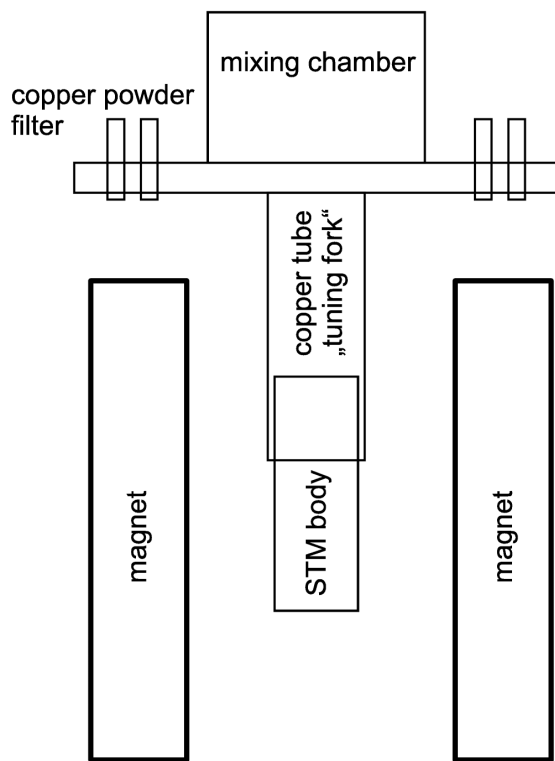 mixing chamber
copper powder
filter
copper tube
„tuning fork“
STM body
magnet
magnet